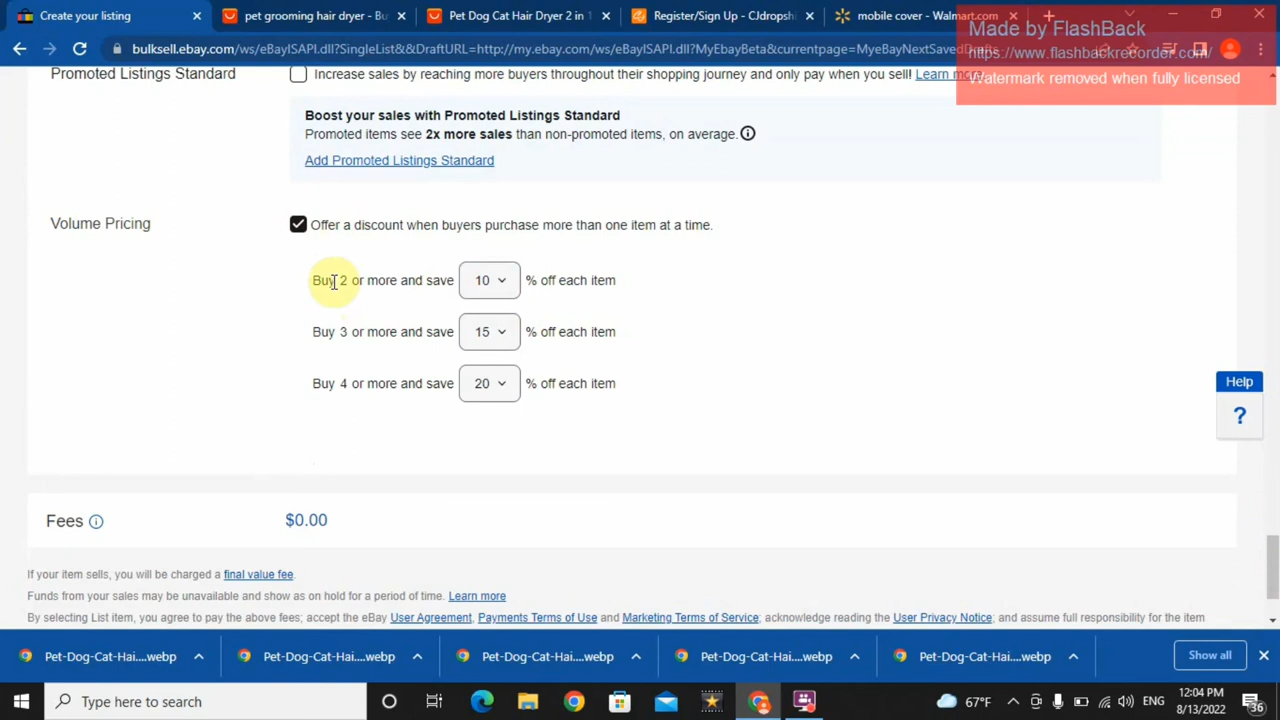 Create your listing
pet grooming hair dryer - Bu
Pet Dog Cat Hair Dryer 2 in 1
Register/Sign Up - CJdropsh
mobile cover - Walmart.com
Made by FlashBack
https://www.flashbackrecorder.com/
Watermark removed when fully licensed
bulksell.ebay.com/ws/eBayISAPI.dll?SingleList&&DraftURL=http://my.ebay.com/ws/eBayISAPI.dll?MyEbayBeta&currentpage=MyeBayNextSavedDrafts
Promoted Listings Standard
Increase sales by reaching more buyers throughout their shopping journey and only pay when you sell! Learn more
Boost your sales with Promoted Listings Standard
Promoted items see 2x more sales than non-promoted items, on average.
Add Promoted Listings Standard
Volume Pricing
Offer a discount when buyers purchase more than one item at a time.
Buy 2 or more and save 10 % off each item
Buy 3 or more and save 15 % off each item
Buy 4 or more and save 20 % off each item
Help
?
Fees
$0.00
If your item sells, you will be charged a final value fee.
Funds from your sales may be unavailable and show as on hold for a period of time. Learn more
By selecting List item, you agree to pay the above fees; accept the eBay User Agreement, Payments Terms of Use and Marketing Terms of Service; acknowledge reading the User Privacy Notice; and assume full responsibility for the item
Pet-Dog-Cat-Hai....webp
Pet-Dog-Cat-Hai....webp
Pet-Dog-Cat-Hai....webp
Pet-Dog-Cat-Hai....webp
Pet-Dog-Cat-Hai....webp
Show all
Type here to search
67°F
ENG
12:04 PM
8/13/2022
36